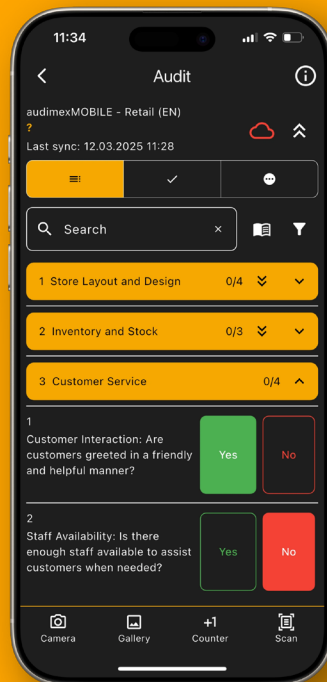 11:34
Audit
audimexMOBILE - Retail (EN)
?
Last sync: 12.03.2025 11:28
Search
1 Store Layout and Design 0/4
2 Inventory and Stock 0/3
3 Customer Service 0/4
1
Customer Interaction: Are
customers greeted in a friendly
and helpful manner?
Yes No
2
Staff Availability: Is there
enough staff available to assist
customers when needed?
Yes No
Camera Gallery +1 Counter Scan